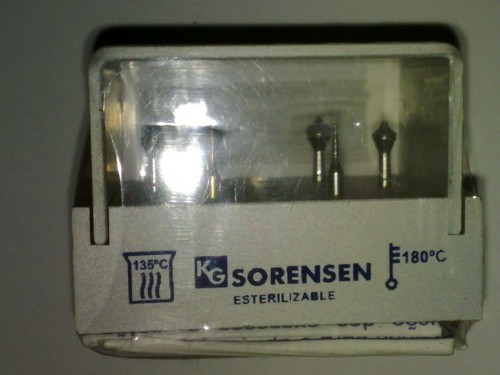 135°C
KG SORENSEN
ESTERILIZABLE
180°C